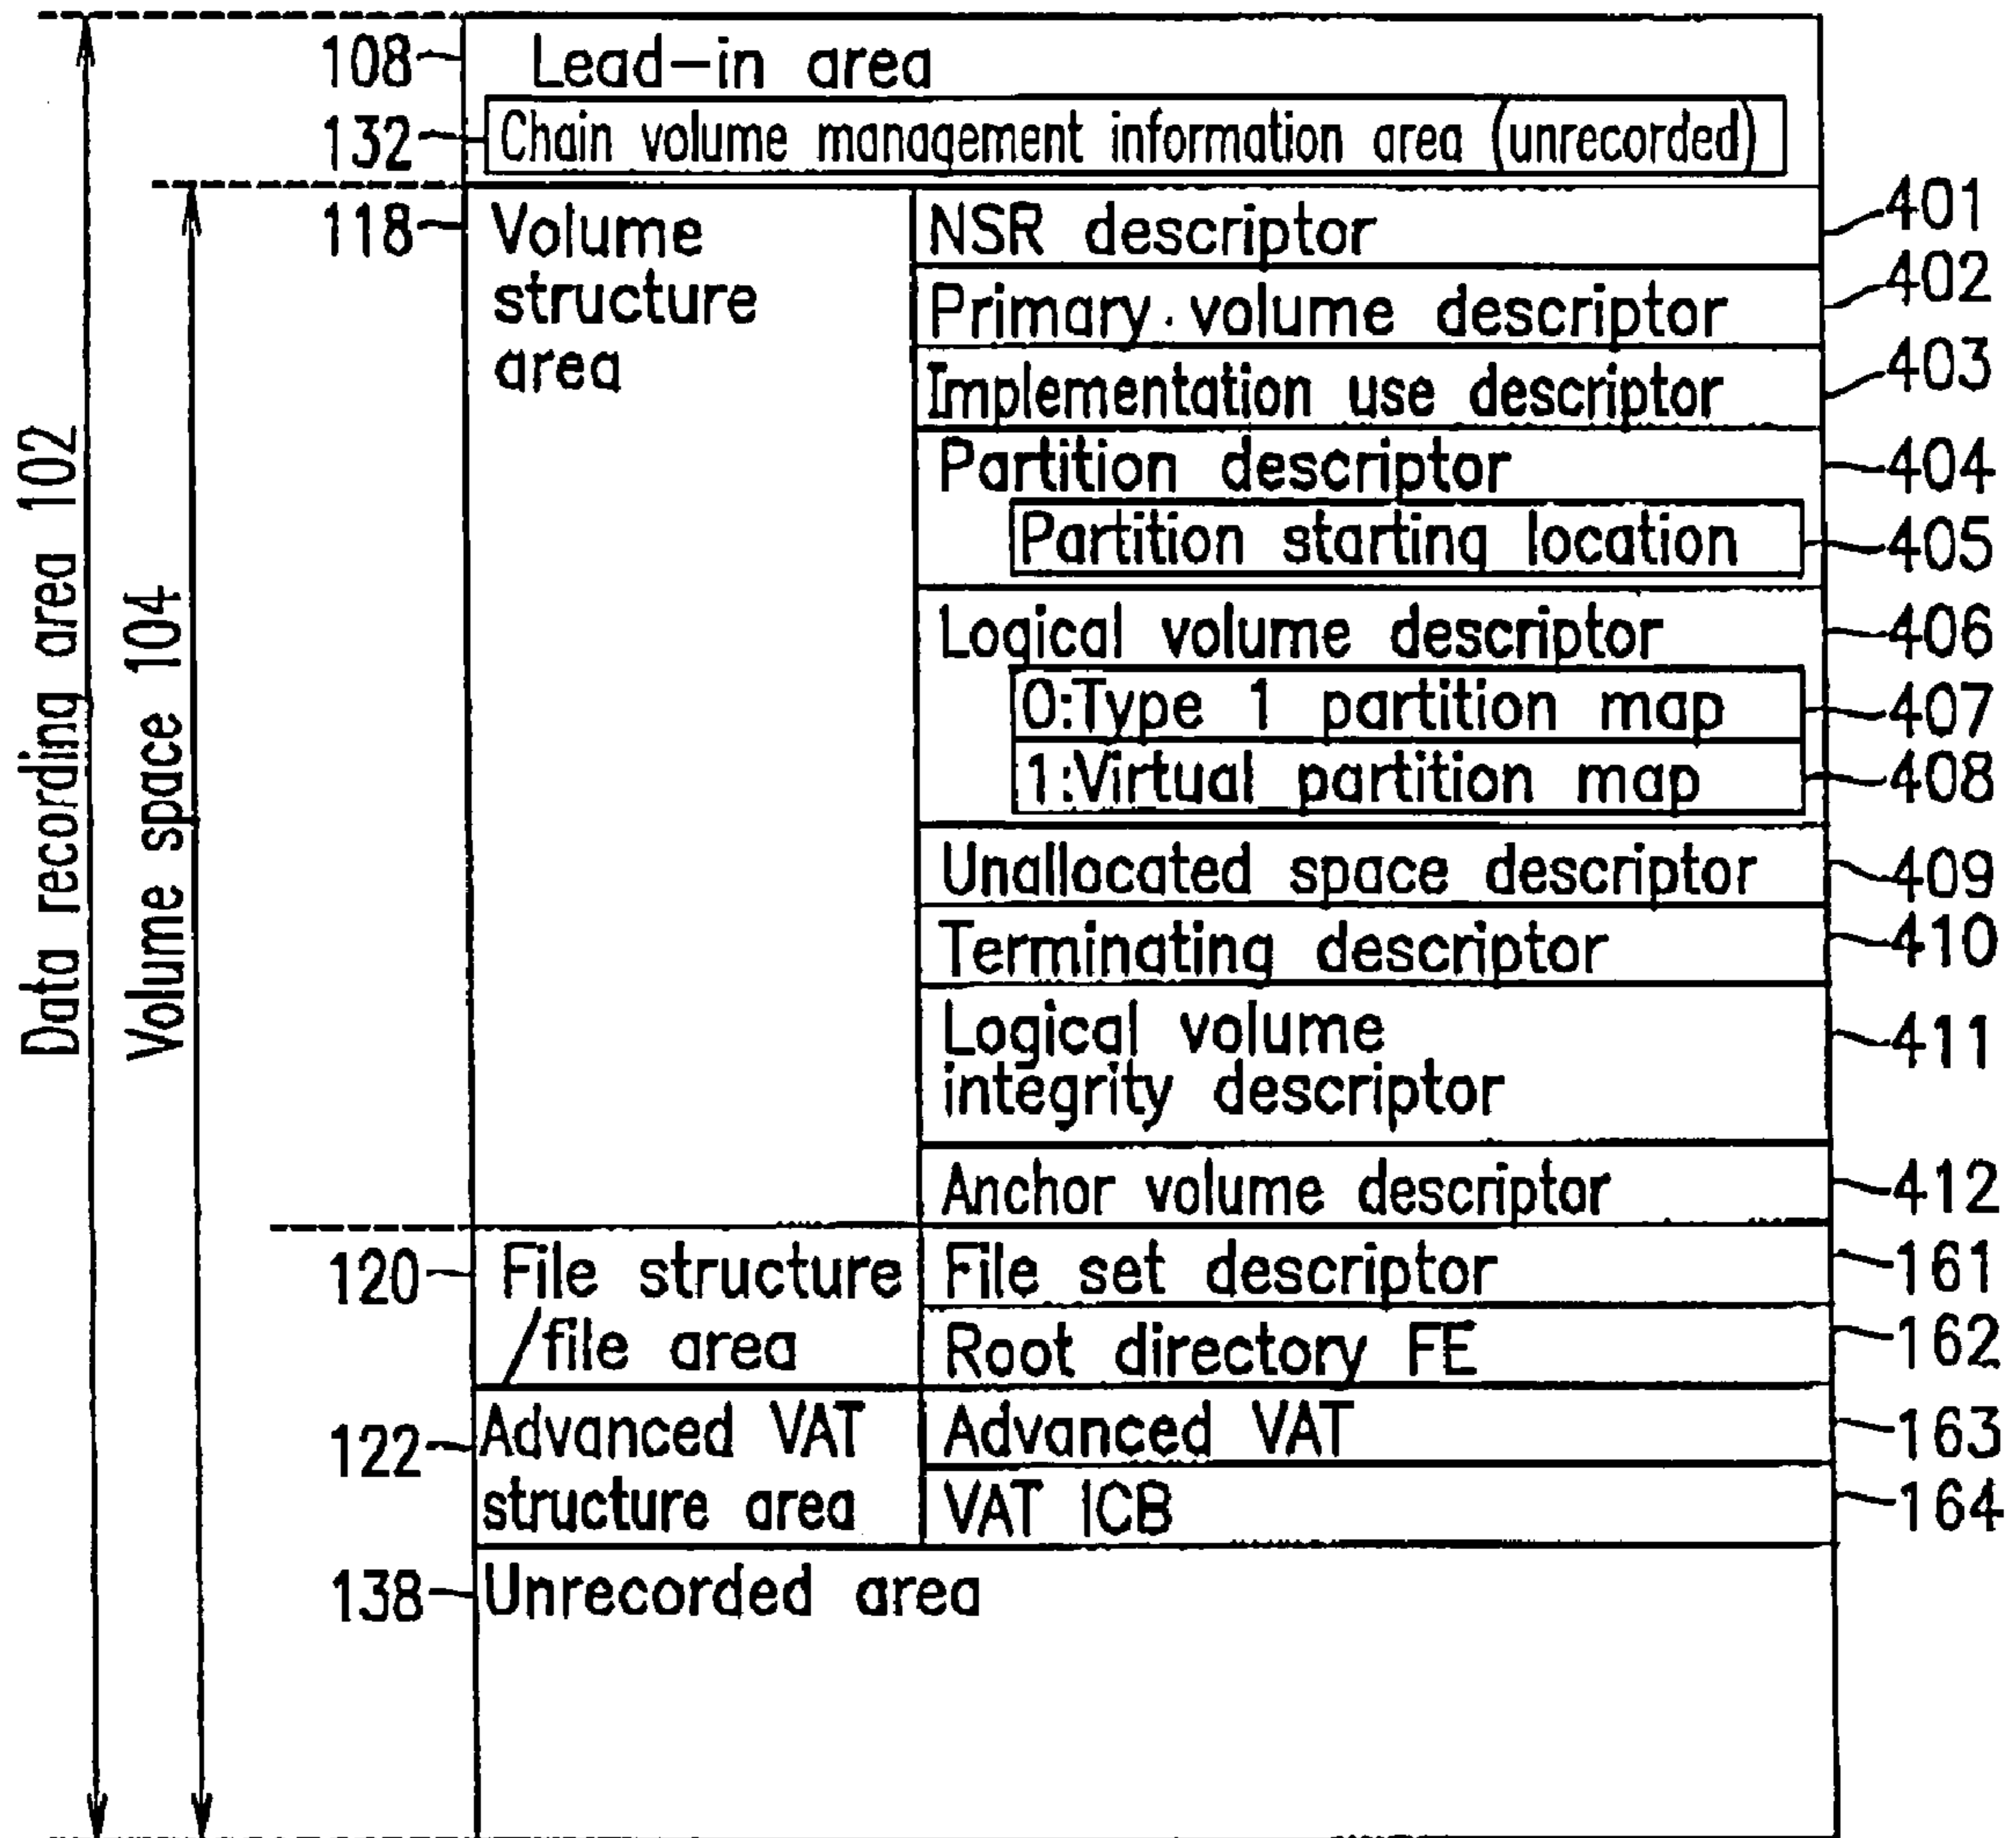 108 Lead-in area
132 Chain volume management information area (unrecorded)
118 Volume structure area
NSR descriptor 401
Primary volume descriptor 402
Implementation use descriptor 403
Partition descriptor 404
Partition starting location 405
Logical volume descriptor 406
0:Type 1 partition map 407
1:Virtual partition map 408
Unallocated space descriptor 409
Terminating descriptor 410
Logical volume
integrity descriptor 411
Anchor volume descriptor 412
120 File structure
/file area
File set descriptor 161
Root directory FE 162
122 Advanced VAT
structure area
Advanced VAT 163
VAT ICB 164
138 Unrecorded area
Data recording area 102
Volume space 104